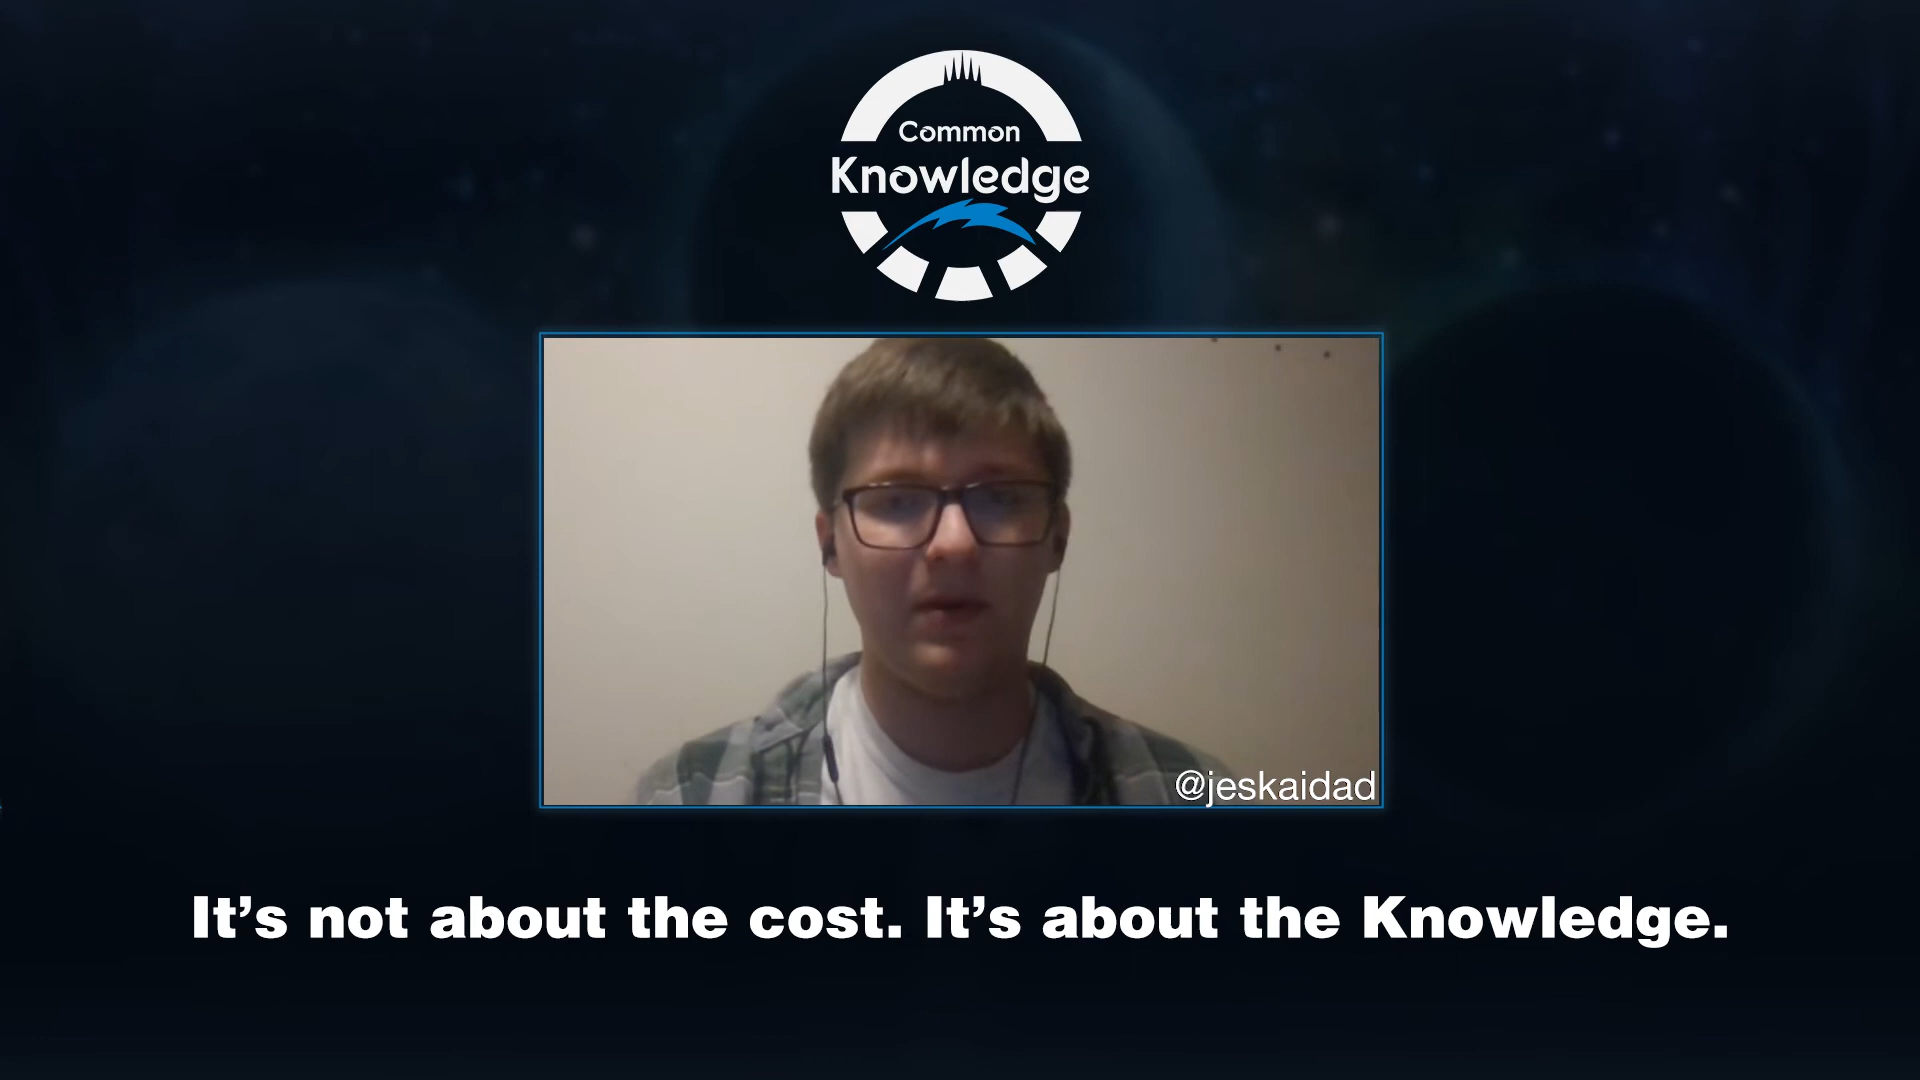 Common
Knowledge
@jeskaidad
It's not about the cost. It's about the Knowledge.